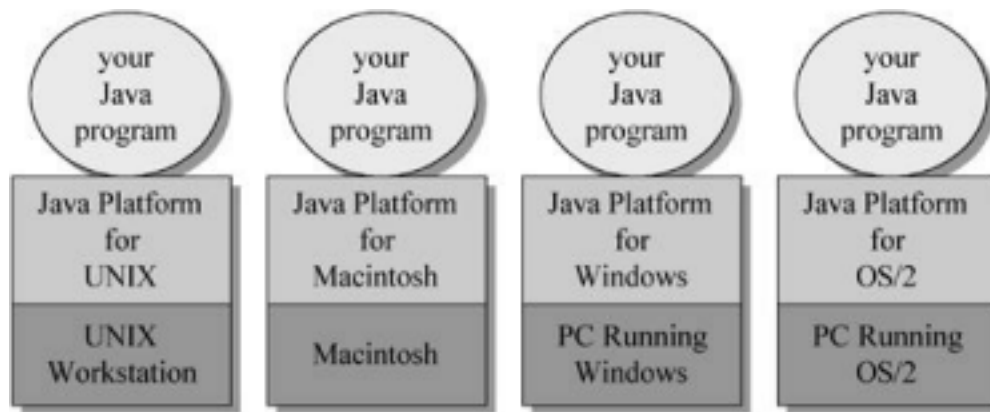 your
Java
program
Java Platform
for
UNIX
UNIX
Workstation
your
Java
program
Java Platform
for
Macintosh
Macintosh
your
Java
program
Java Platform
for
Windows
PC Running
Windows
your
Java
program
Java Platform
for
OS/2
PC Running
OS/2